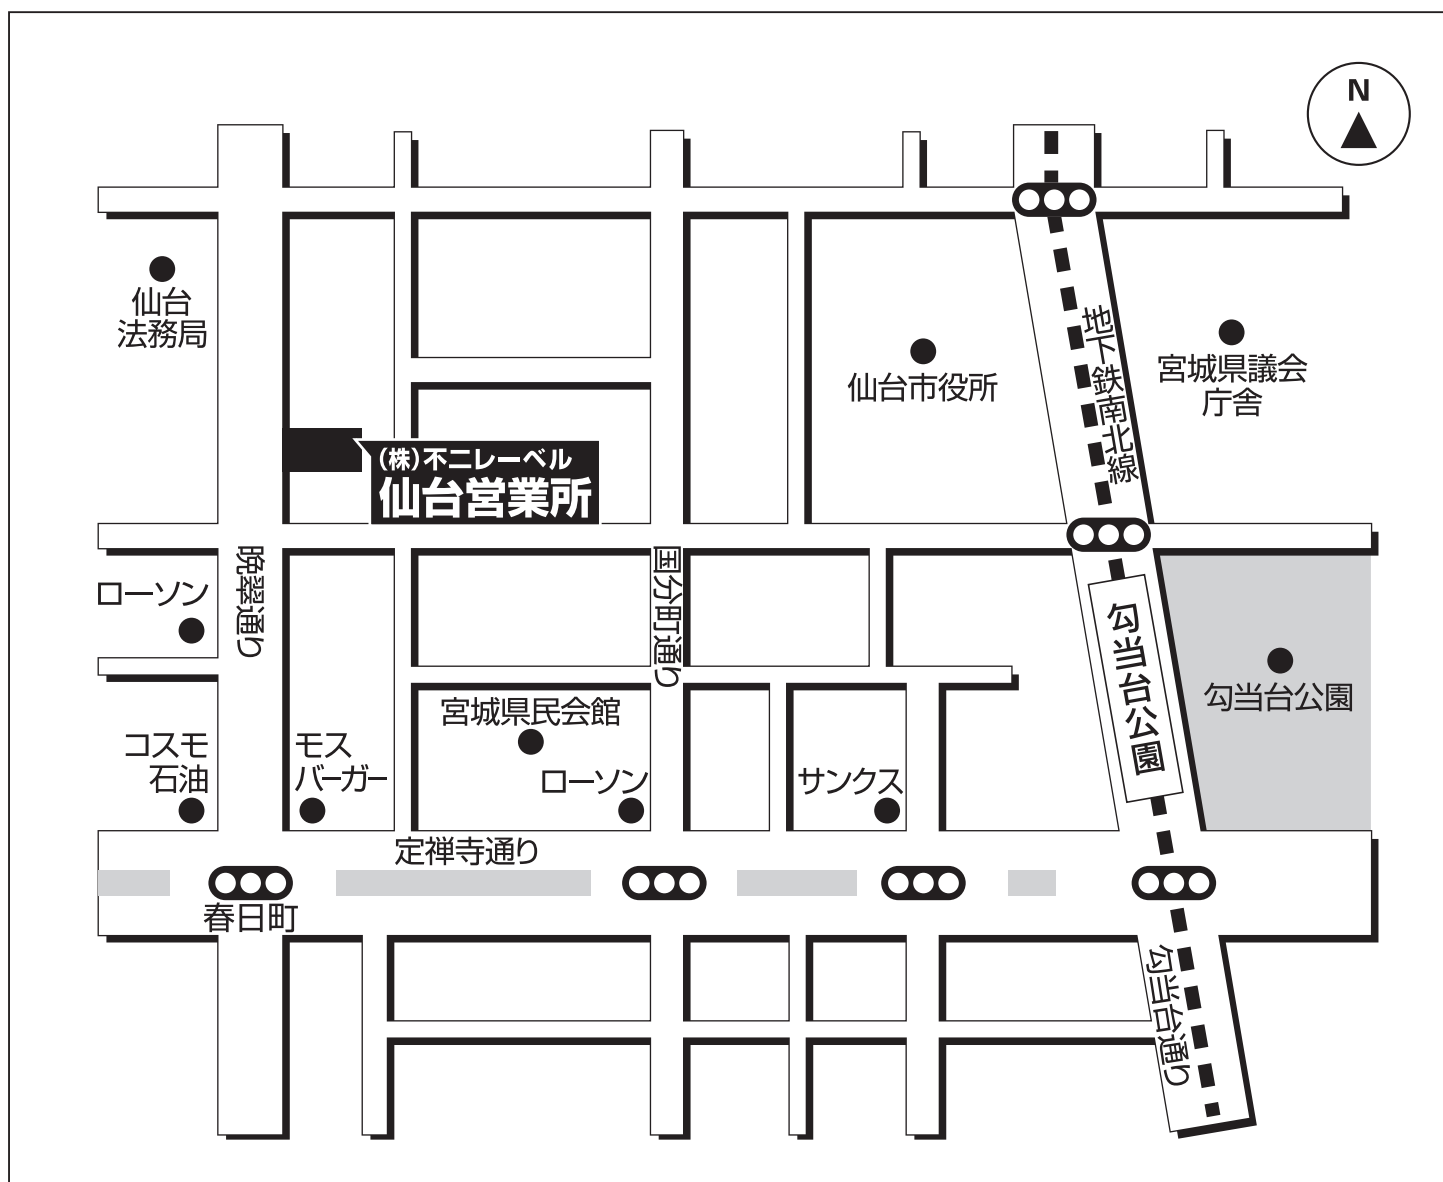 N
仙台
法務局
仙台市役所
地下鉄南北線
宮城県議会
庁舎
(株)不二レーベル
仙台営業所
ローソン
晩翠通り
国分町通り
勾当台公園
勾当台公園
宮城県民会館
コスモ
石油
モス
バーガー
ローソン
サンクス
定禅寺通り
春日町
勾当台通り